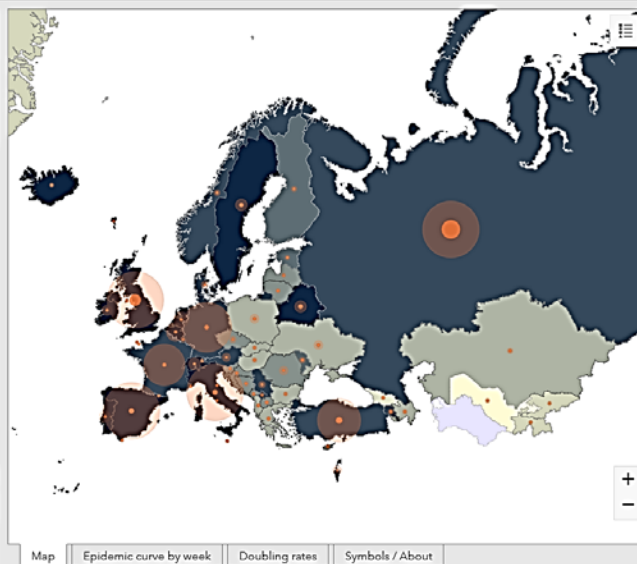 +
−
Map
Epidemic curve by week
Doubling rates
Symbols / About